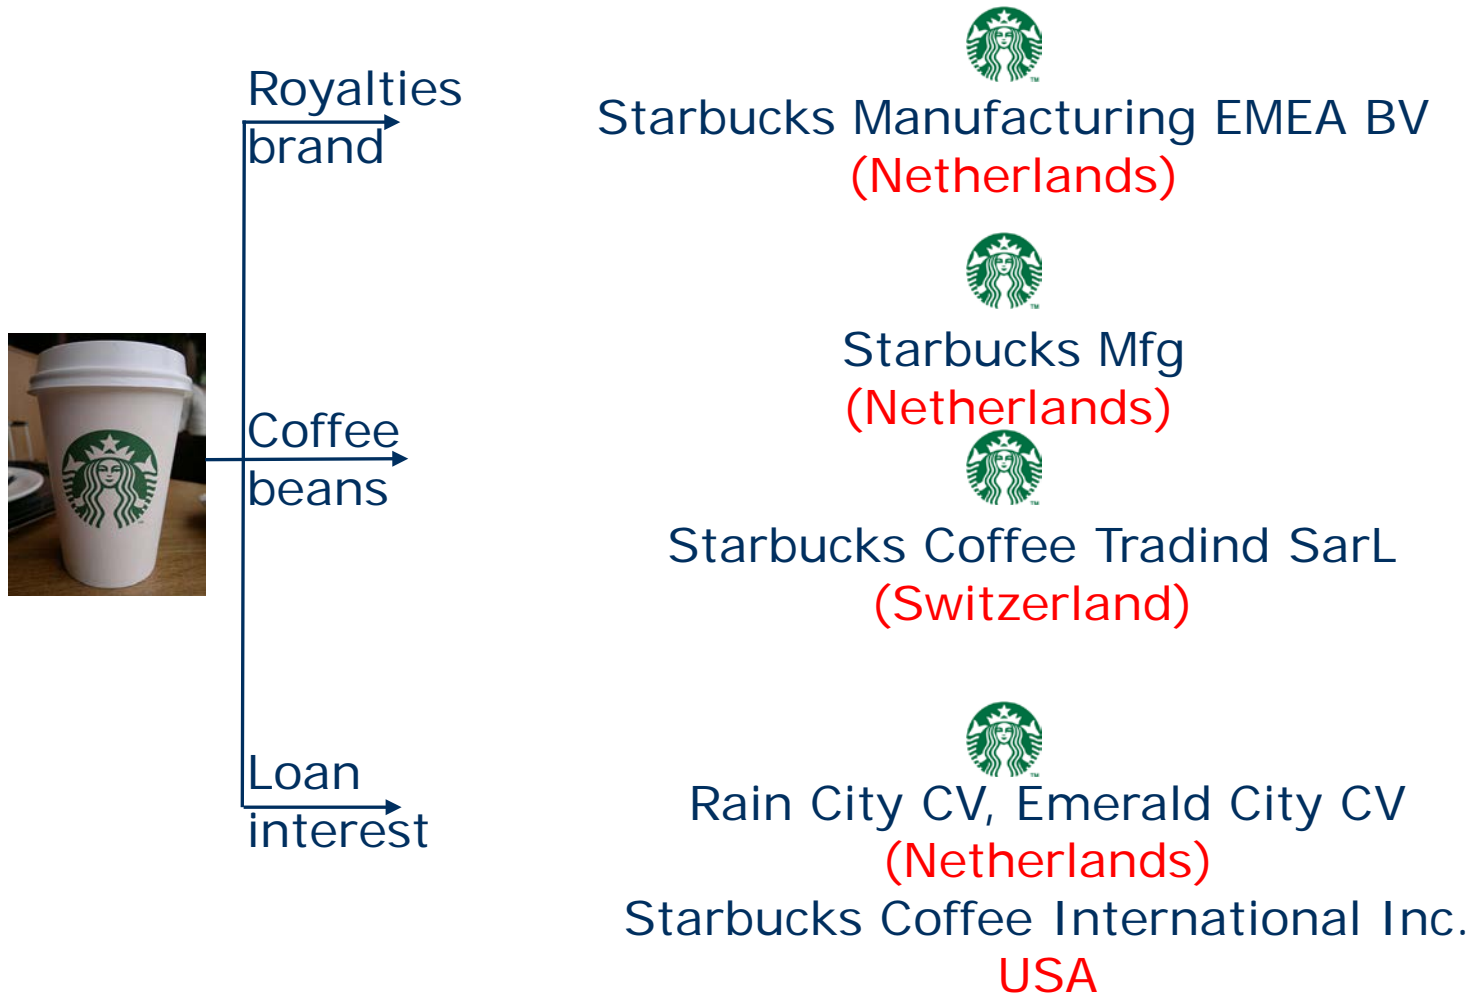 Royalties
brand
Starbucks Manufacturing EMEA BV
(Netherlands)
Starbucks Mfg
(Netherlands)
Coffee
beans
Starbucks Coffee Tradind SarL
(Switzerland)
Loan
interest
Rain City CV, Emerald City CV
(Netherlands)
Starbucks Coffee International Inc.
USA